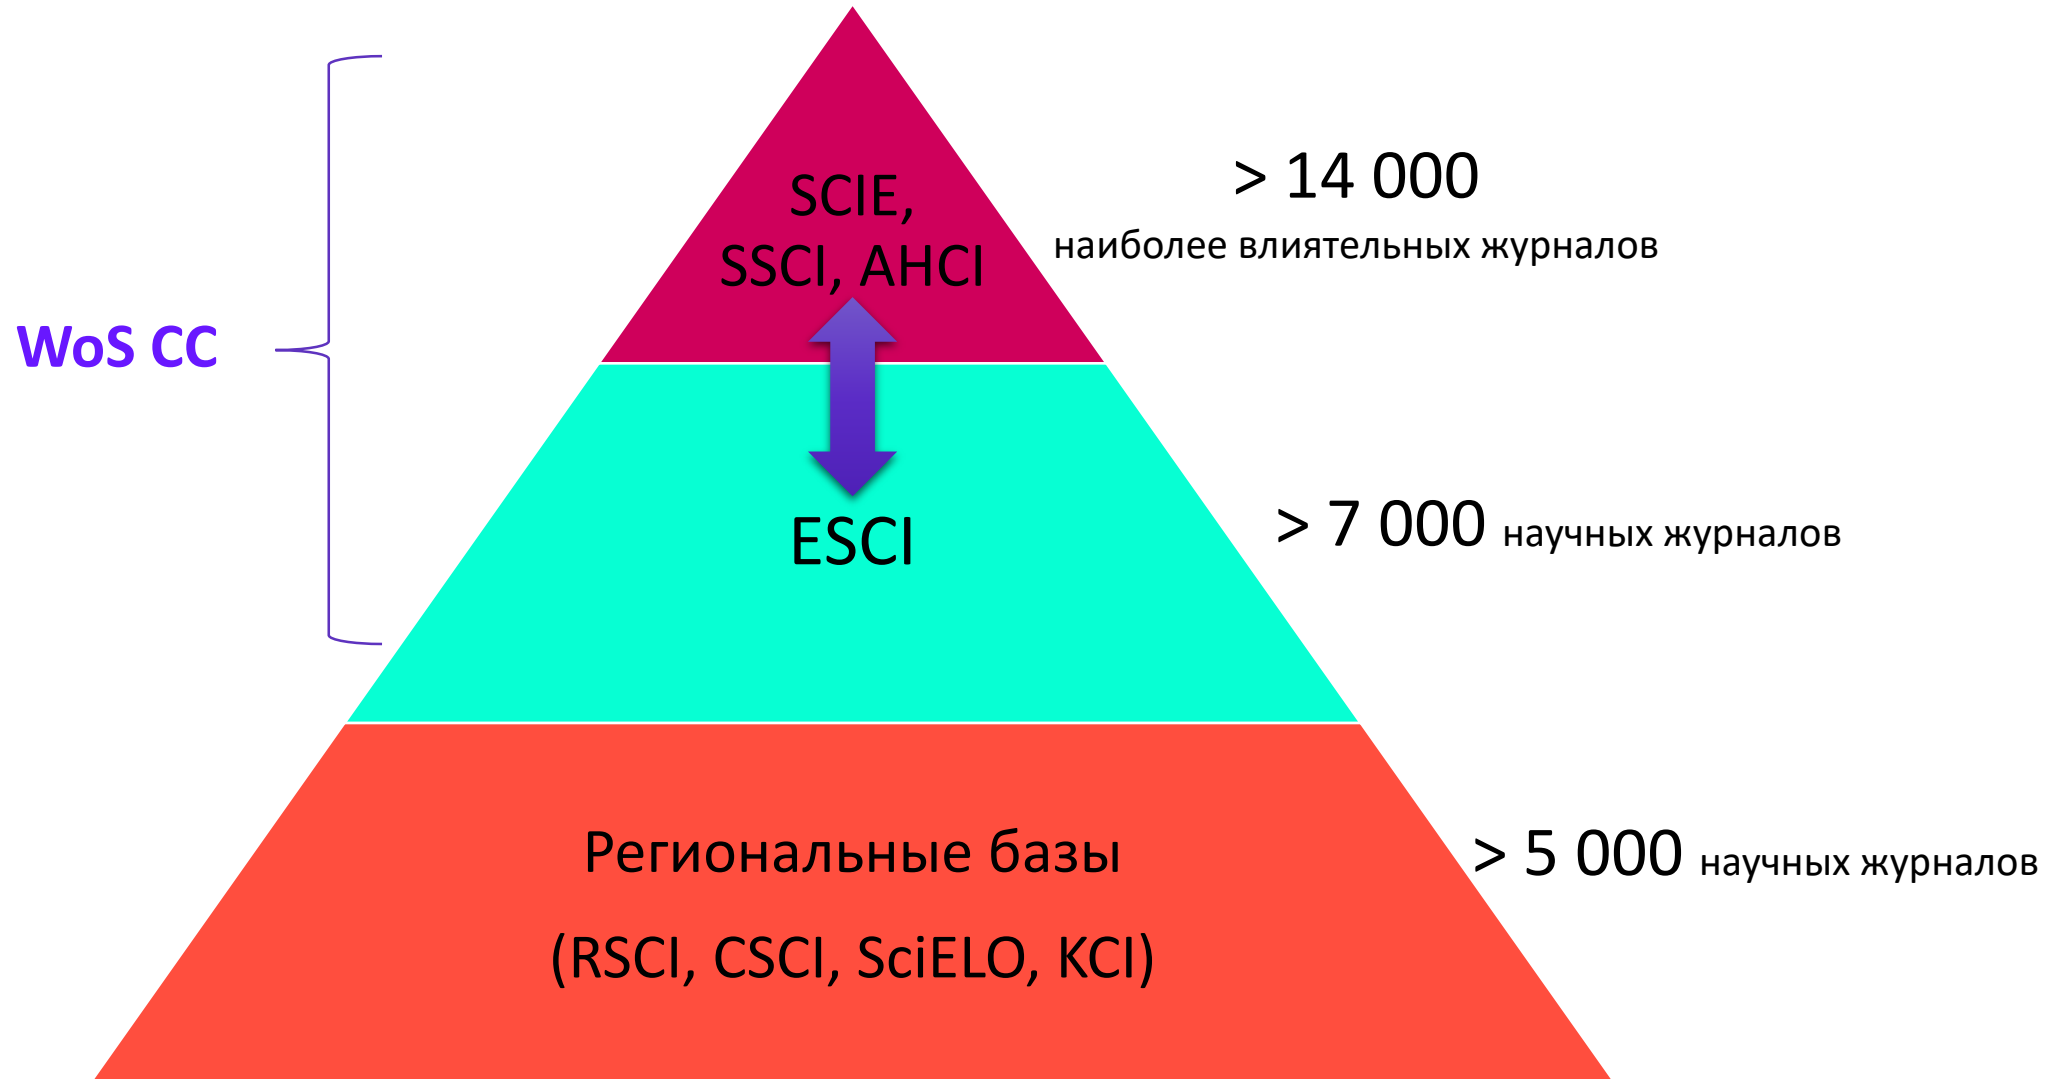 SCIE,
SSCI, AHCI
> 14 000
наиболее влиятельных журналов
WoS CC
ESCI
> 7 000 научных журналов
Региональные базы
(RSCI, CSCI, SciELO, KCI)
> 5 000 научных журналов